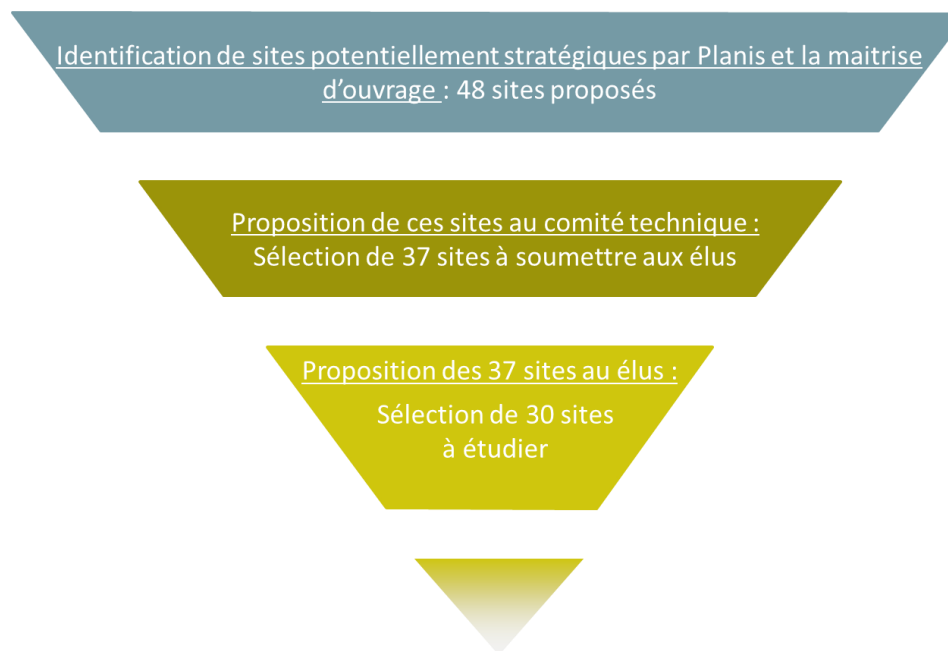 Identification de sites potentiellement stratégiques par Planis et la maitrise
d’ouvrage : 48 sites proposés
Proposition de ces sites au comité technique :
Sélection de 37 sites à soumettre aux élus
Proposition des 37 sites au élus :
Sélection de 30 sites
à étudier